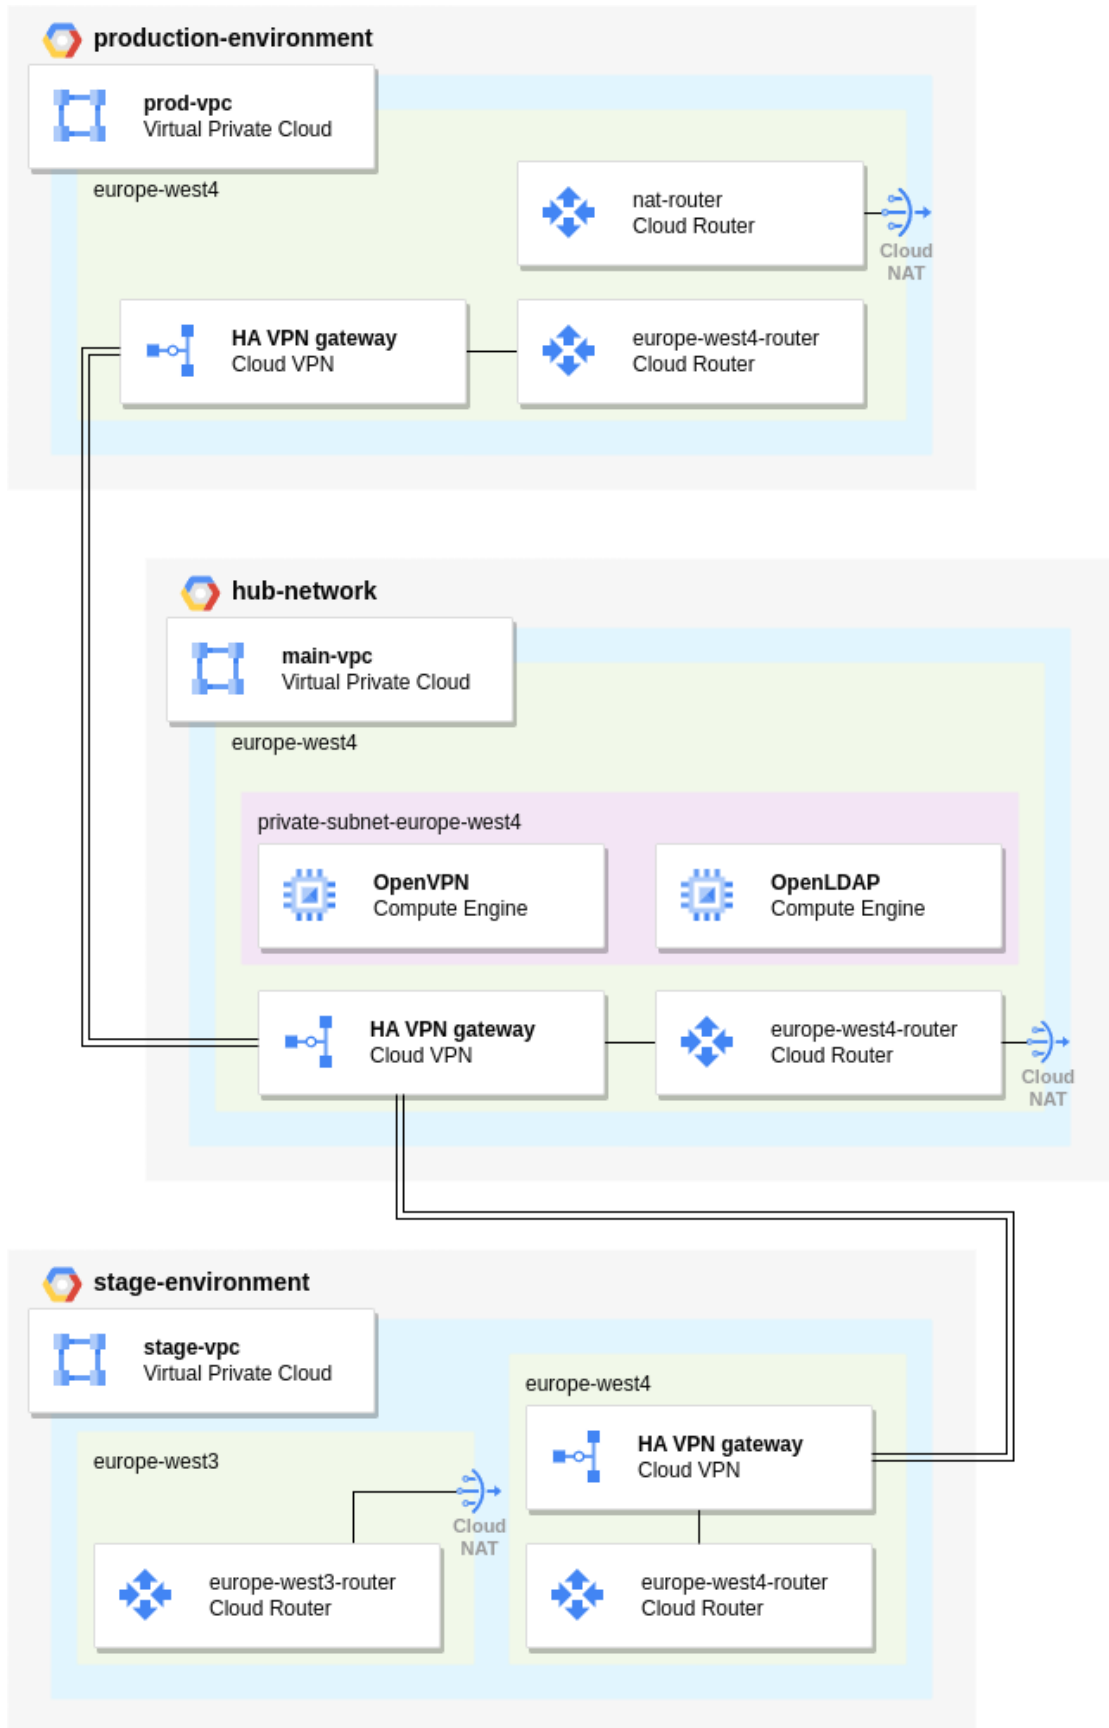 production-environment
prod-vpc
Virtual Private Cloud
europe-west4
nat-router
Cloud Router
Cloud
NAT
HA VPN gateway
Cloud VPN
europe-west4-router
Cloud Router
hub-network
main-vpc
Virtual Private Cloud
europe-west4
private-subnet-europe-west4
OpenVPN
Compute Engine
OpenLDAP
Compute Engine
HA VPN gateway
Cloud VPN
europe-west4-router
Cloud Router
Cloud
NAT
stage-environment
stage-vpc
Virtual Private Cloud
europe-west3
Cloud
NAT
europe-west3-router
Cloud Router
europe-west4
HA VPN gateway
Cloud VPN
europe-west4-router
Cloud Router